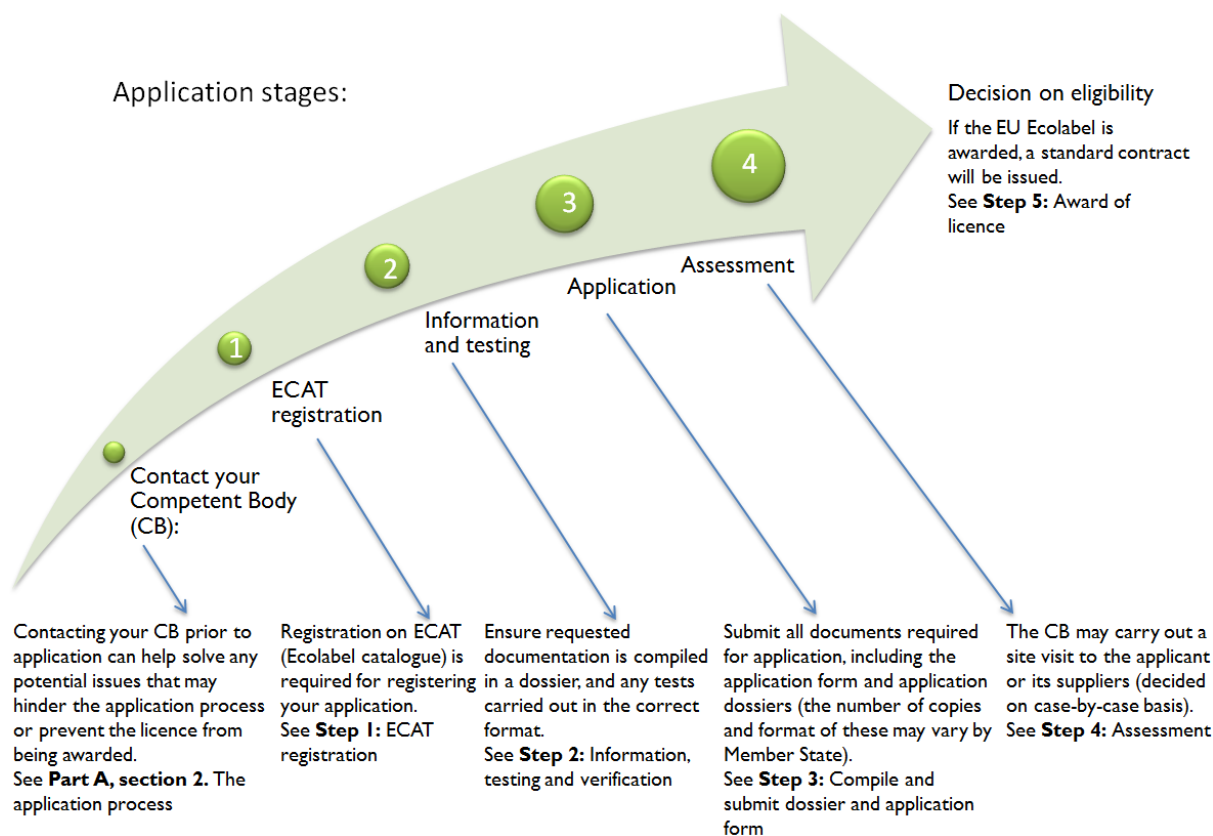 Application stages:
Decision on eligibility
If the EU Ecolabel is
awarded, a standard contract
will be issued.
See Step 5: Award of
licence
4
3
2
1
Assessment
Application
Information
and testing
ECAT
registration
Contact your
Competent Body
(CB):
Contacting your CB prior to
application can help solve any
potential issues that may
hinder the application process
or prevent the licence from
being awarded.
See Part A, section 2. The
application process
Registration on ECAT
(Ecolabel catalogue) is
required for registering
your application.
See Step 1: ECAT
registration
Ensure requested
documentation is compiled
in a dossier, and any tests
carried out in the correct
format.
See Step 2: Information,
testing and verification
Submit all documents required
for application, including the
application form and application
dossiers (the number of copies
and format of these may vary by
Member State).
See Step 3: Compile and
submit dossier and application
form
The CB may carry out a
site visit to the applicant
or its suppliers (decided
on case-by-case basis).
See Step 4: Assessment